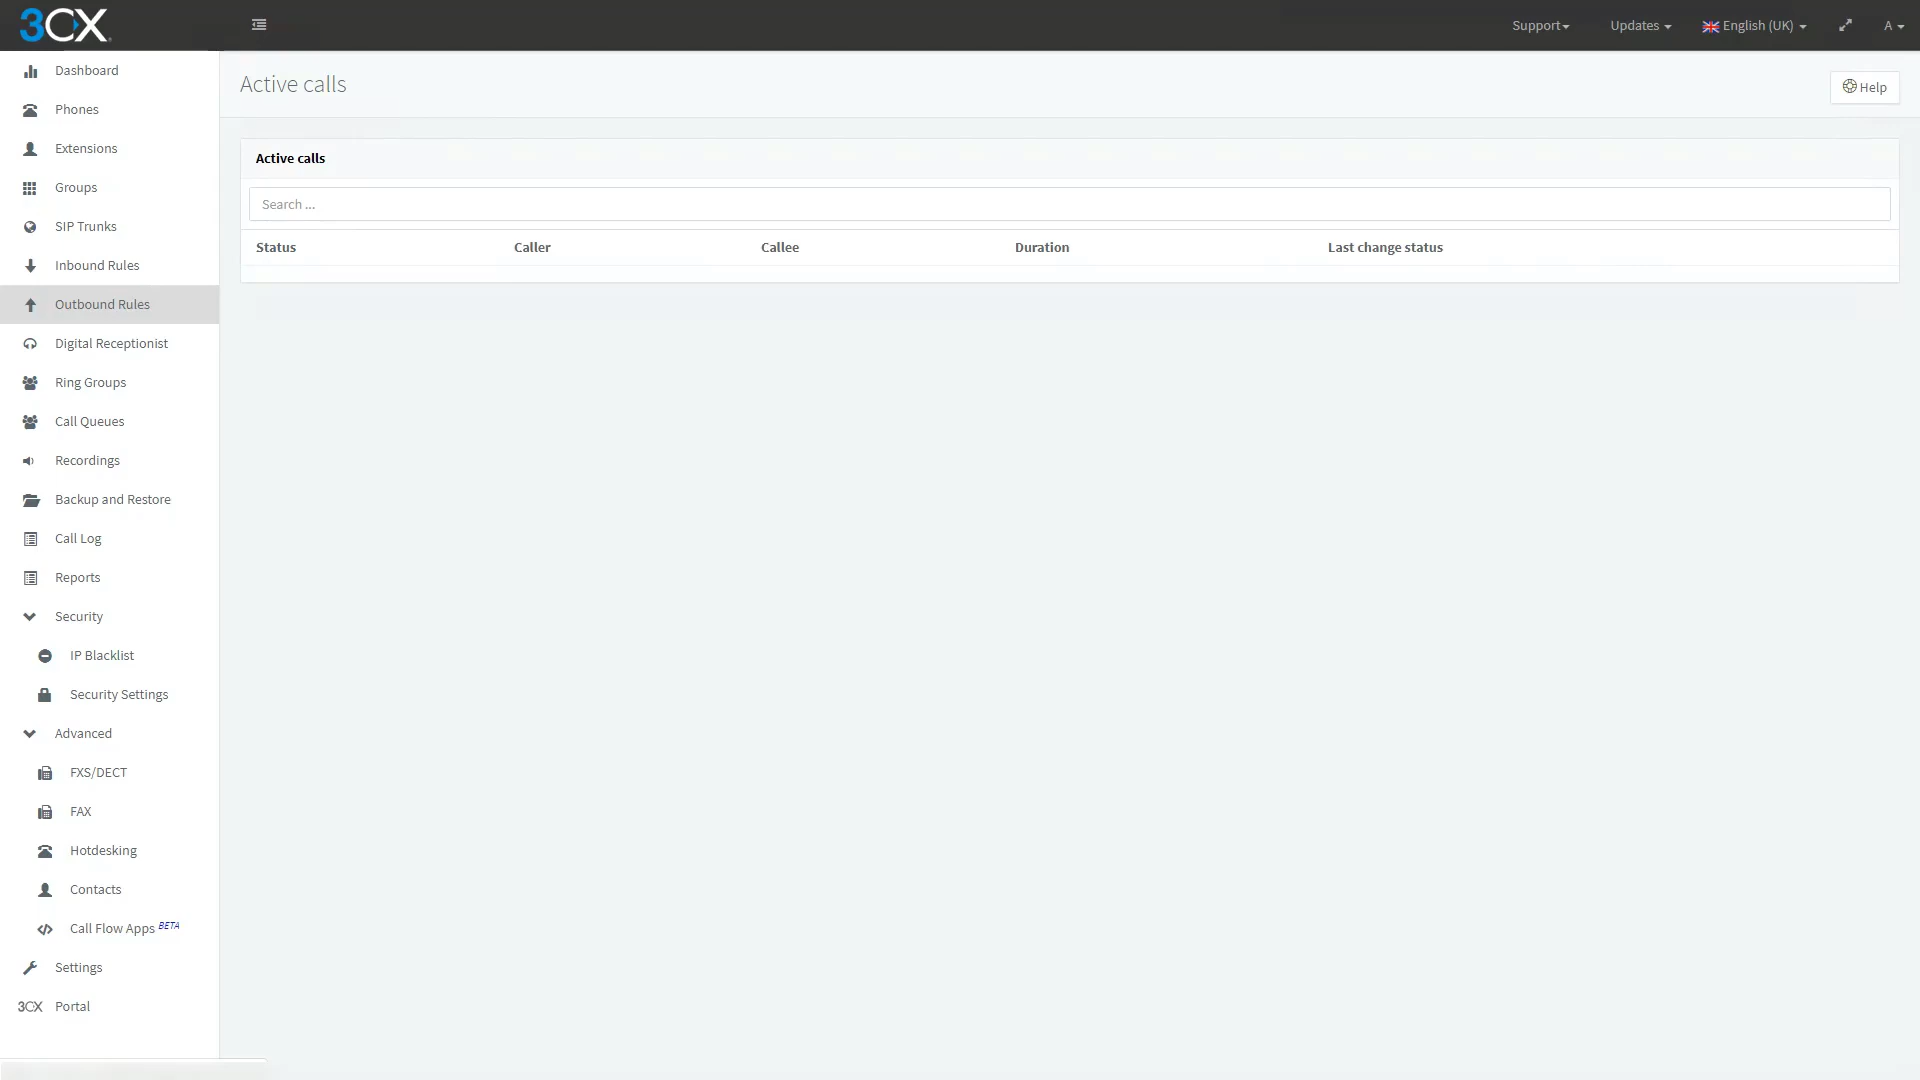 3CX
Support
Updates
English (UK)
A
Dashboard
Phones
Extensions
Groups
SIP Trunks
Inbound Rules
Outbound Rules
Digital Receptionist
Ring Groups
Call Queues
Recordings
Backup and Restore
Call Log
Reports
Security
IP Blacklist
Security Settings
Advanced
FXS/DECT
FAX
Hotdesking
Contacts
Call Flow Apps BETA
Settings
3CX Portal
Active calls
Help
Active calls
Search ...
Status Caller Callee Duration Last change status